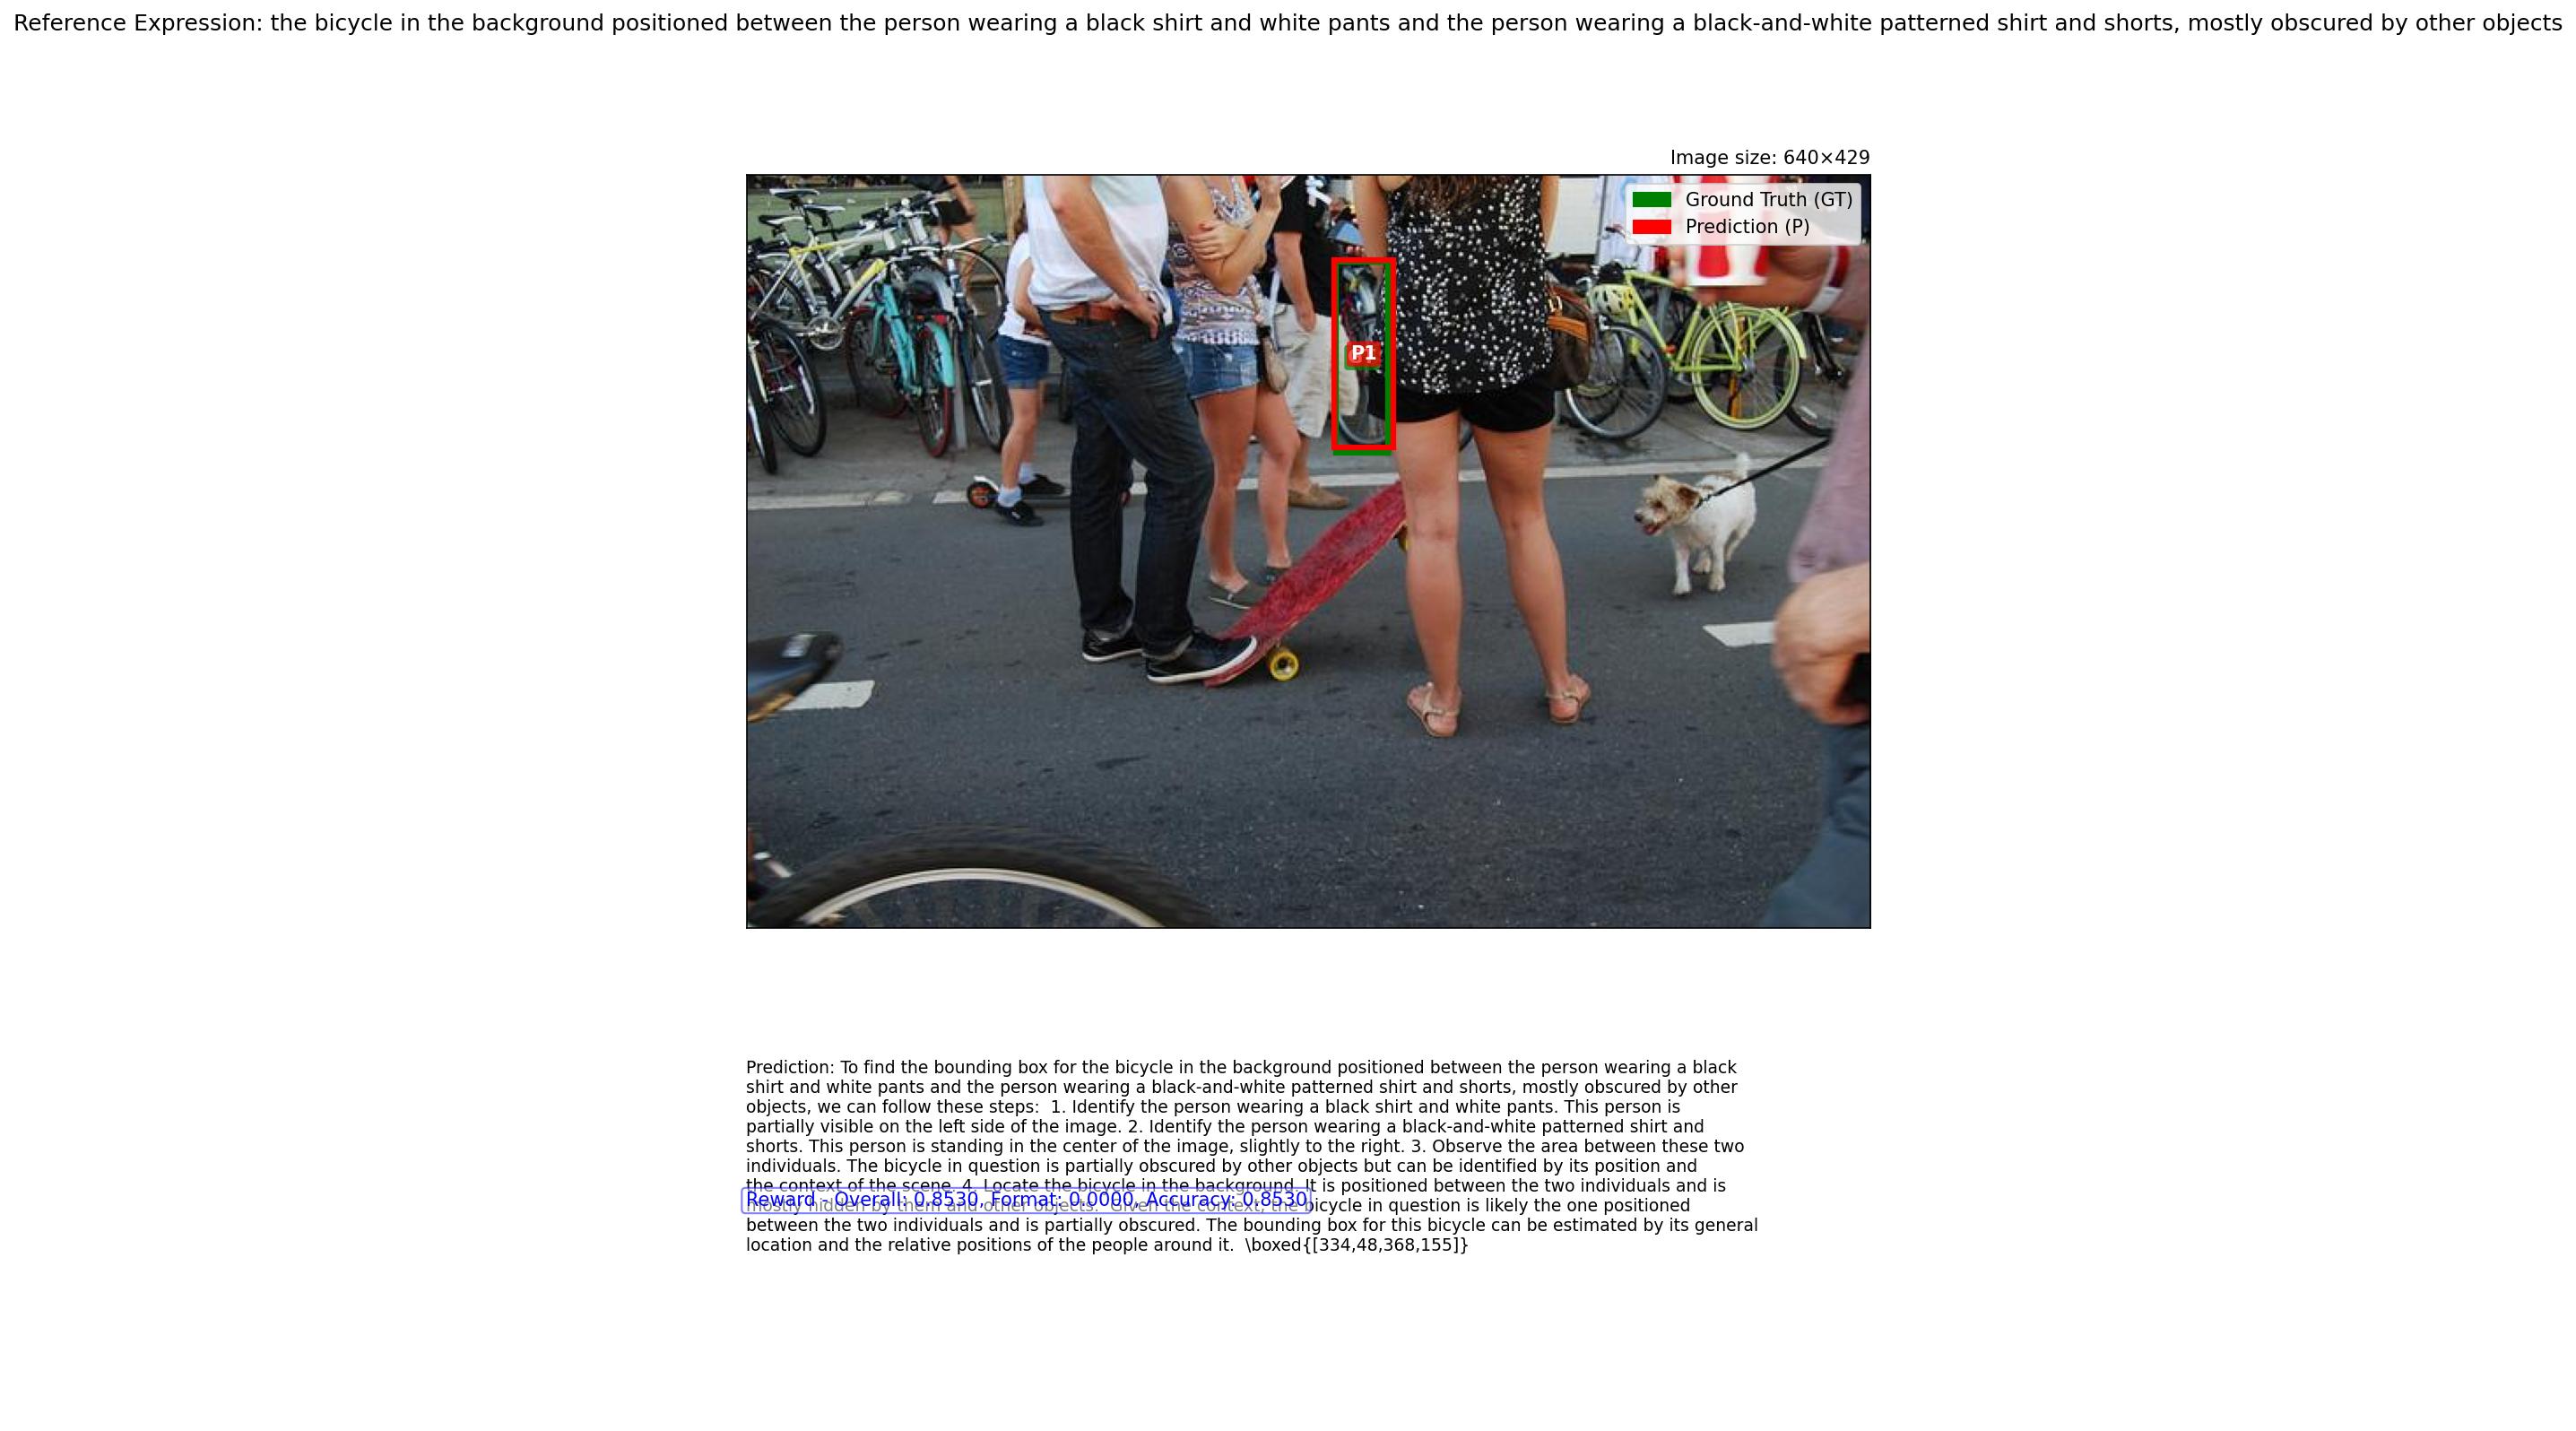 Reference Expression: the bicycle in the background positioned between the person wearing a black shirt and white pants and the person wearing a black-and-white patterned shirt and shorts, mostly obscured by other objects
Image size: 640×429
Ground Truth (GT)
Prediction (P)
P1
Prediction: To find the bounding box for the bicycle in the background positioned between the person wearing a black
shirt and white pants and the person wearing a black-and-white patterned shirt and shorts, mostly obscured by other
objects, we can follow these steps:  1. Identify the person wearing a black shirt and white pants. This person is
partially visible on the left side of the image. 2. Identify the person wearing a black-and-white patterned shirt and
shorts. This person is standing in the center of the image, slightly to the right. 3. Observe the area between these two
individuals. The bicycle in question is partially obscured by other objects but can be identified by its position and
the context of the scene. 4. Locate the bicycle in the background. It is positioned between the two individuals and is
Reward - Overall: 0.8530, Format: 0.0000, Accuracy: 0.8530
mostly hidden by them and other objects.  Given the context, the bicycle in question is likely the one positioned
between the two individuals and is partially obscured. The bounding box for this bicycle can be estimated by its general
location and the relative positions of the people around it.  \boxed{[334,48,368,155]}